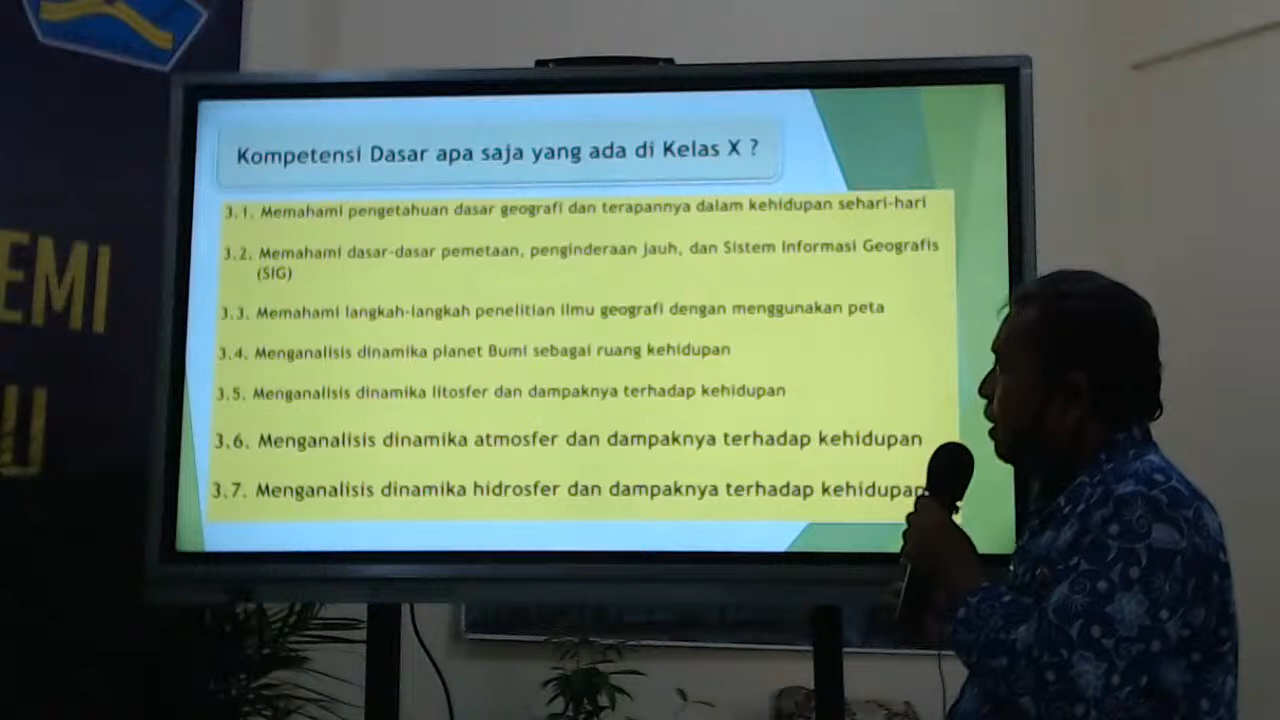 Kompetensi Dasar apa saja yang ada di Kelas X ?
3.1. Memahami pengetahuan dasar geografi dan terapannya dalam kehidupan sehari-hari
3.2. Memahami dasar-dasar pemetaan, penginderaan jauh, dan Sistem Informasi Geografis
(SIG)
3.3. Memahami langkah-langkah penelitian ilmu geografi dengan menggunakan peta
3.4. Menganalisis dinamika planet Bumi sebagai ruang kehidupan
3.5. Menganalisis dinamika litosfer dan dampaknya terhadap kehidupan
3.6. Menganalisis dinamika atmosfer dan dampaknya terhadap kehidupan
3.7. Menganalisis dinamika hidrosfer dan dampaknya terhadap kehidupan
EMI
U